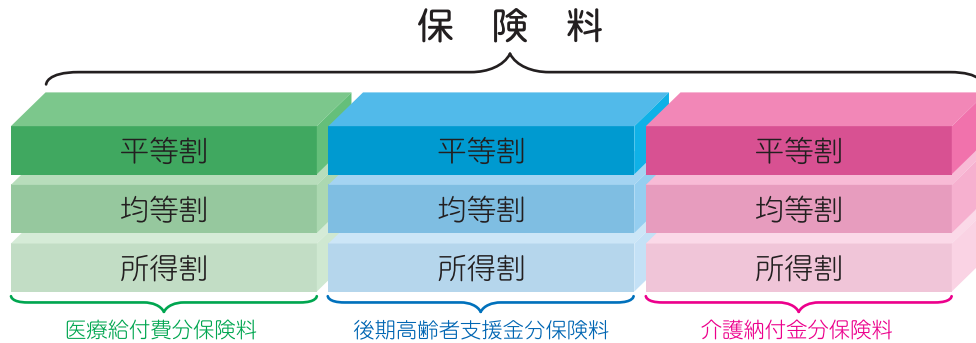 保険料
平等割 平等割 平等割
均等割 均等割 均等割
所得割 所得割 所得割
医療給付費分保険料 後期高齢者支援金分保険料 介護納付金分保険料